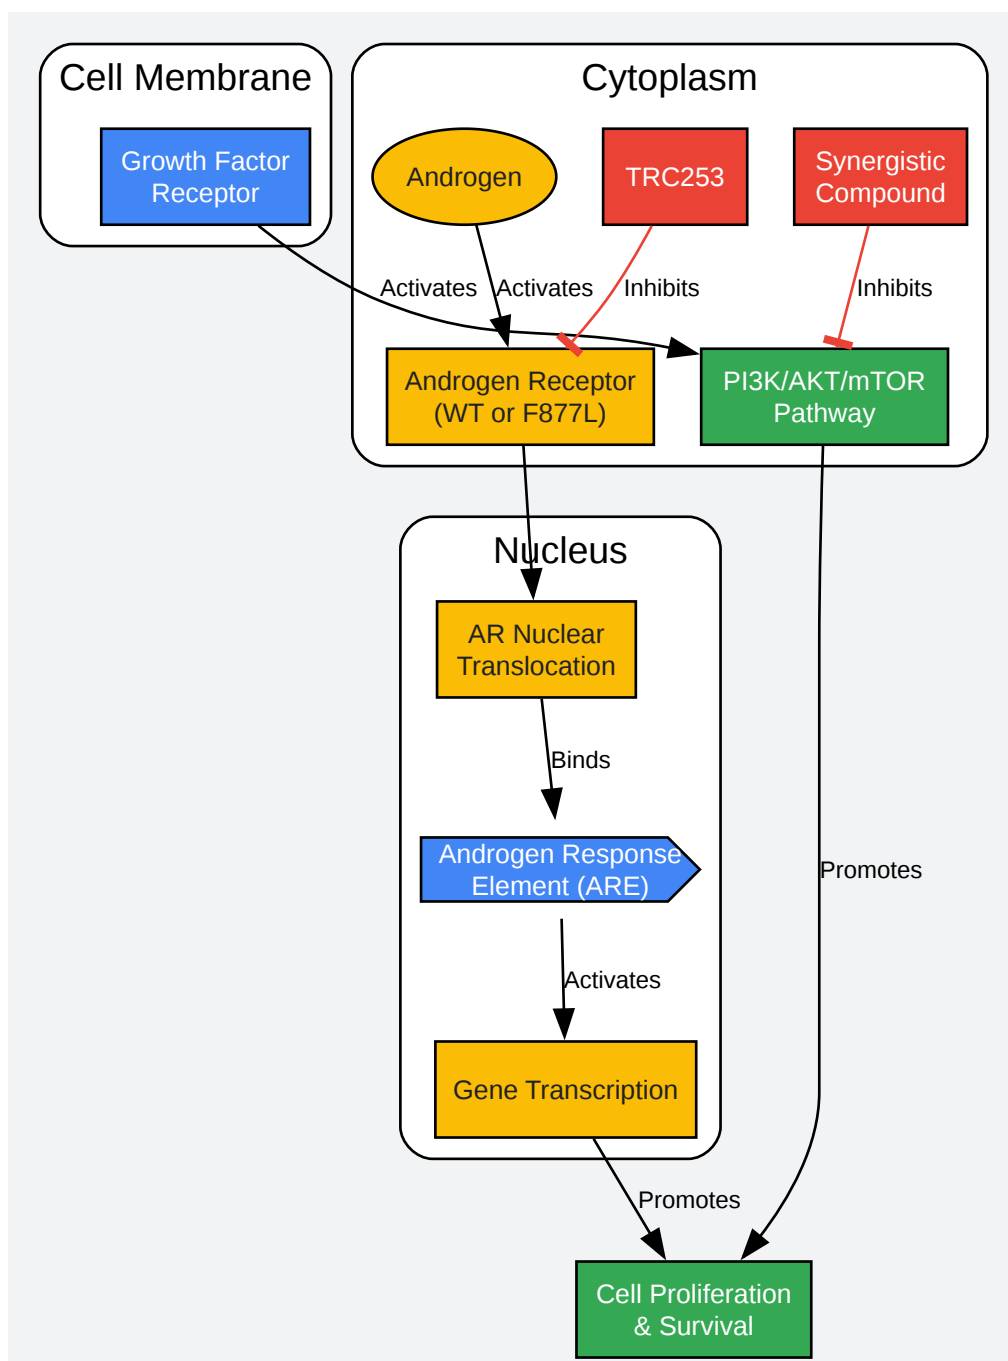 Cell Membrane
Growth Factor
Receptor
Cytoplasm
Androgen
TRC253
Synergistic
Compound
Activates
Activates
Inhibits
Inhibits
Androgen Receptor
(WT or F877L)
PI3K/AKT/mTOR
Pathway
Nucleus
AR Nuclear
Translocation
Binds
Androgen Response
Element (ARE)
Promotes
Activates
Gene Transcription
Promotes
Cell Proliferation
& Survival